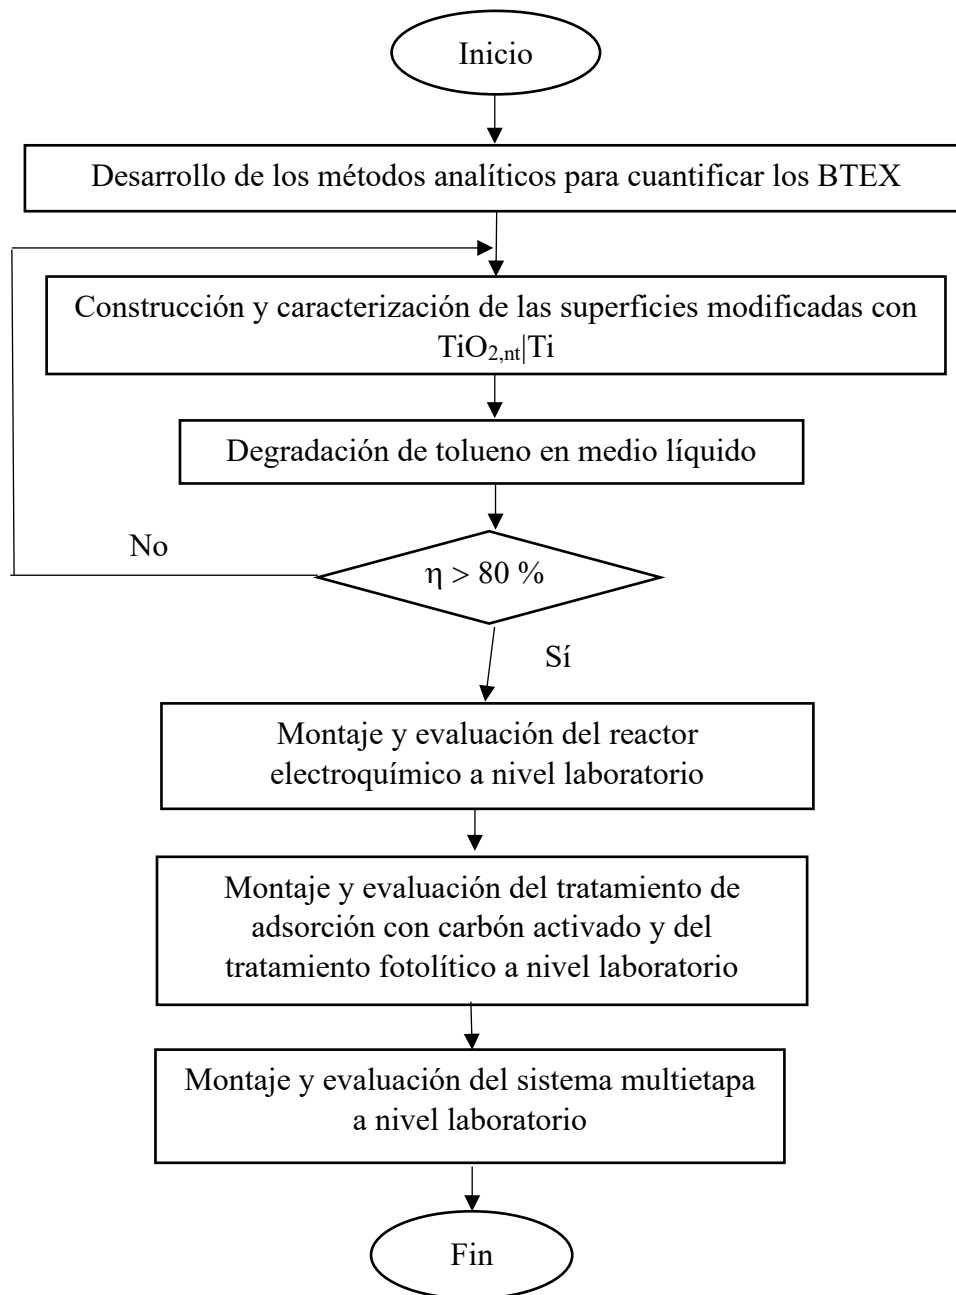 Inicio
Desarrollo de los métodos analíticos para cuantificar los BTEX
Construcción y caracterización de las superficies modificadas con
TiO₂,ₙₜ|Ti
Degradación de tolueno en medio líquido
No
η > 80 %
Sí
Montaje y evaluación del reactor
electroquímico a nivel laboratorio
Montaje y evaluación del tratamiento de
adsorción con carbón activado y del
tratamiento fotolítico a nivel laboratorio
Montaje y evaluación del sistema multietapa
a nivel laboratorio
Fin